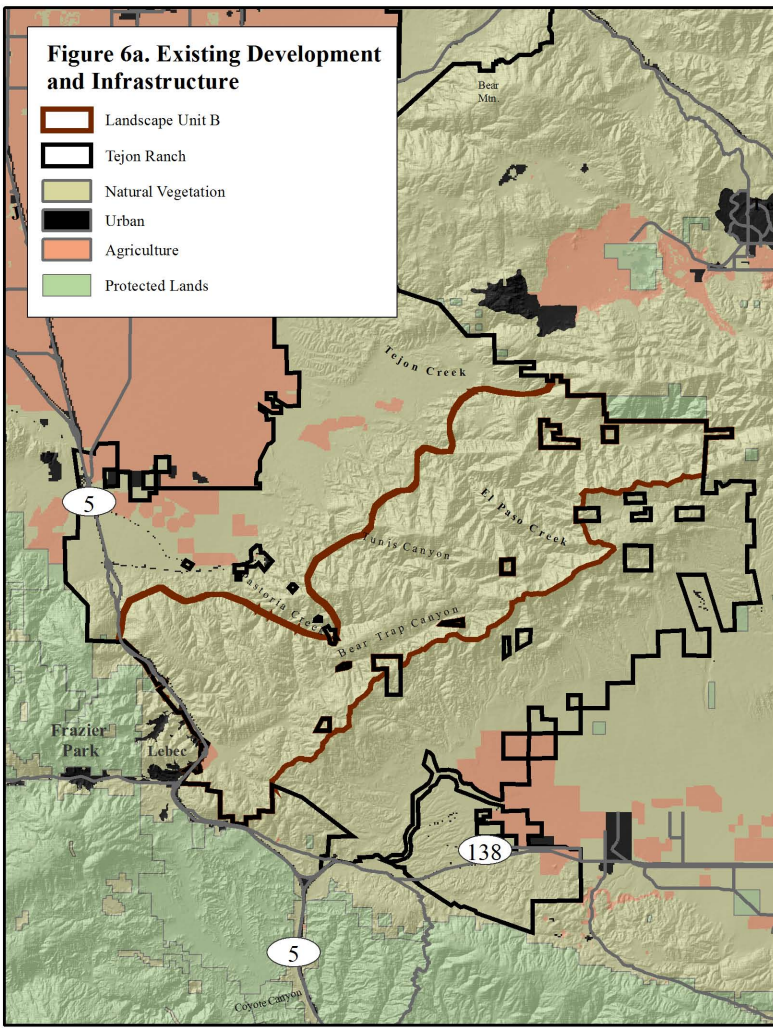 Figure 6a. Existing Development
and Infrastructure
Landscape Unit B
Tejon Ranch
Natural Vegetation
Urban
Agriculture
Protected Lands
Bear
Mtn.
Tejon Creek
5
El Paso Creek
Tunis Canyon
Pastoria Creek
Bear Trap Canyon
Frazier
Park
Lebec
138
5
Coyote Canyon